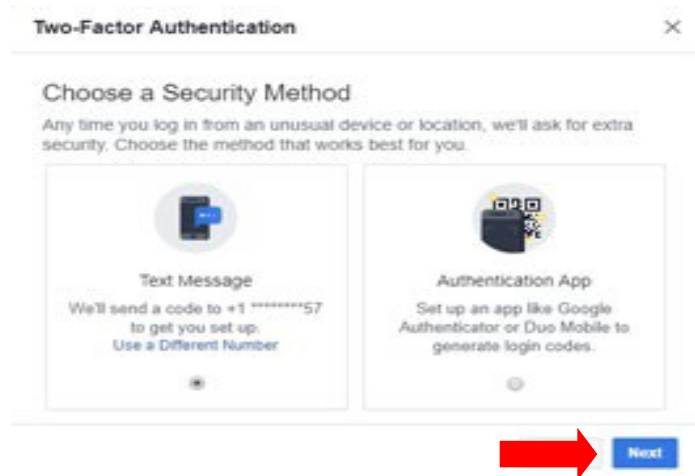 Two-Factor Authentication
Choose a Security Method
Any time you log in from an unusual device or location, we'll ask for extra
security. Choose the method that works best for you.
Text Message
We'll send a code to +1 ********57
to get you set up.
Use a Different Number
Authentication App
Set up an app like Google
Authenticator or Duo Mobile to
generate login codes.
Next